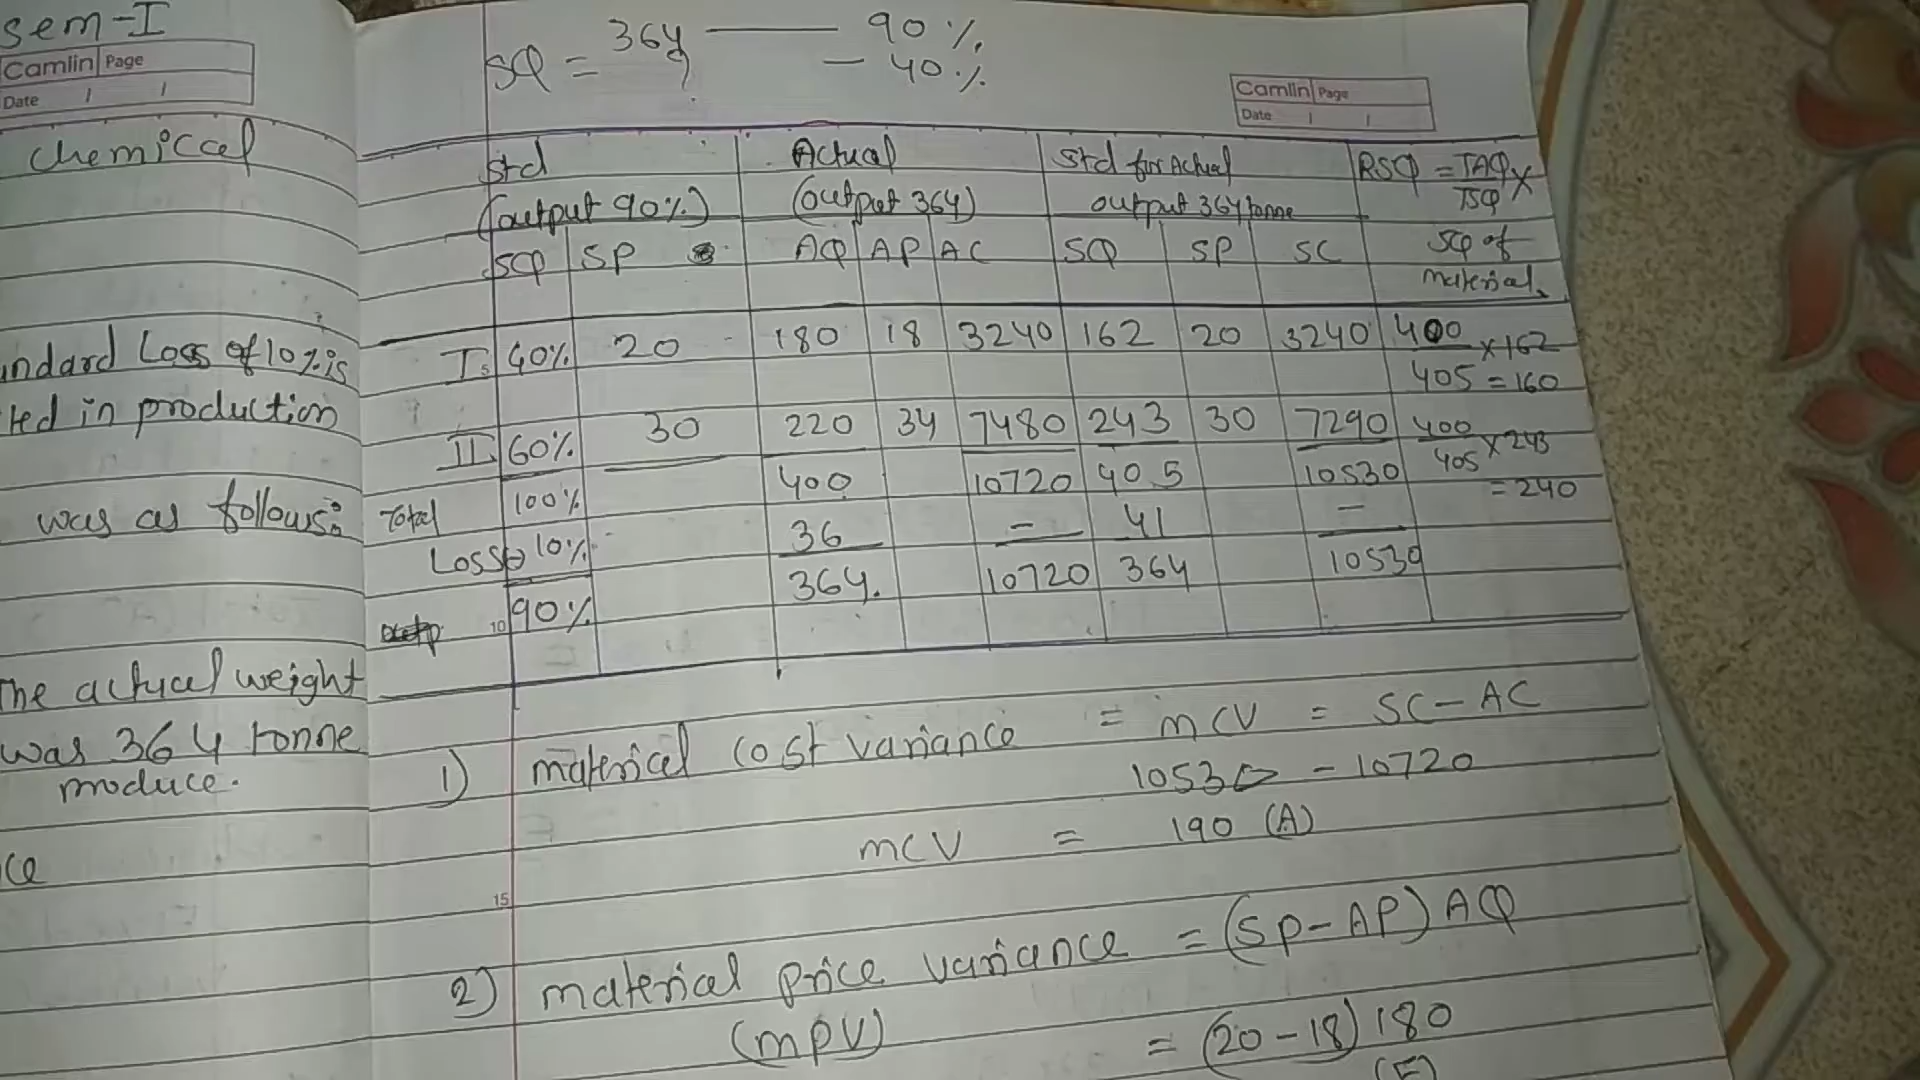 sem-I
Camlin Page
Date / /
chemical
Standard Loss of 10% is
in production
was as follows:
The actual weight
was 364 tonne
produce.
ce
SQ = 364 —— 90%
— 40%
Camlin Page
Date / /
Std | Actual | Std for Actual | RSQ = TAQ/TSQ ×
(output 90%) | (output 364) | output 364 tonne
SQ | SP | AQ | AP | AC | SQ | SP | SC | SQ of
material
I | 40% | 20 | 180 | 18 | 3240 | 162 | 20 | 3240 | 400/405 × 162
= 160
II | 60% | 30 | 220 | 34 | 7480 | 243 | 30 | 7290 | 400/405 × 243
= 240
Total | 100% | 400 | 10720 | 405 | 10530
Loss → 10% | 36 | - | 41 | -
10 | 90% | 364. | 10720 | 364 | 10530
1) material cost variance = mCV = SC - AC
10530 - 10720
mCV = 190 (A)
15
2) material price variance = (SP - AP) AQ
(mPV) = (20 - 18) 180